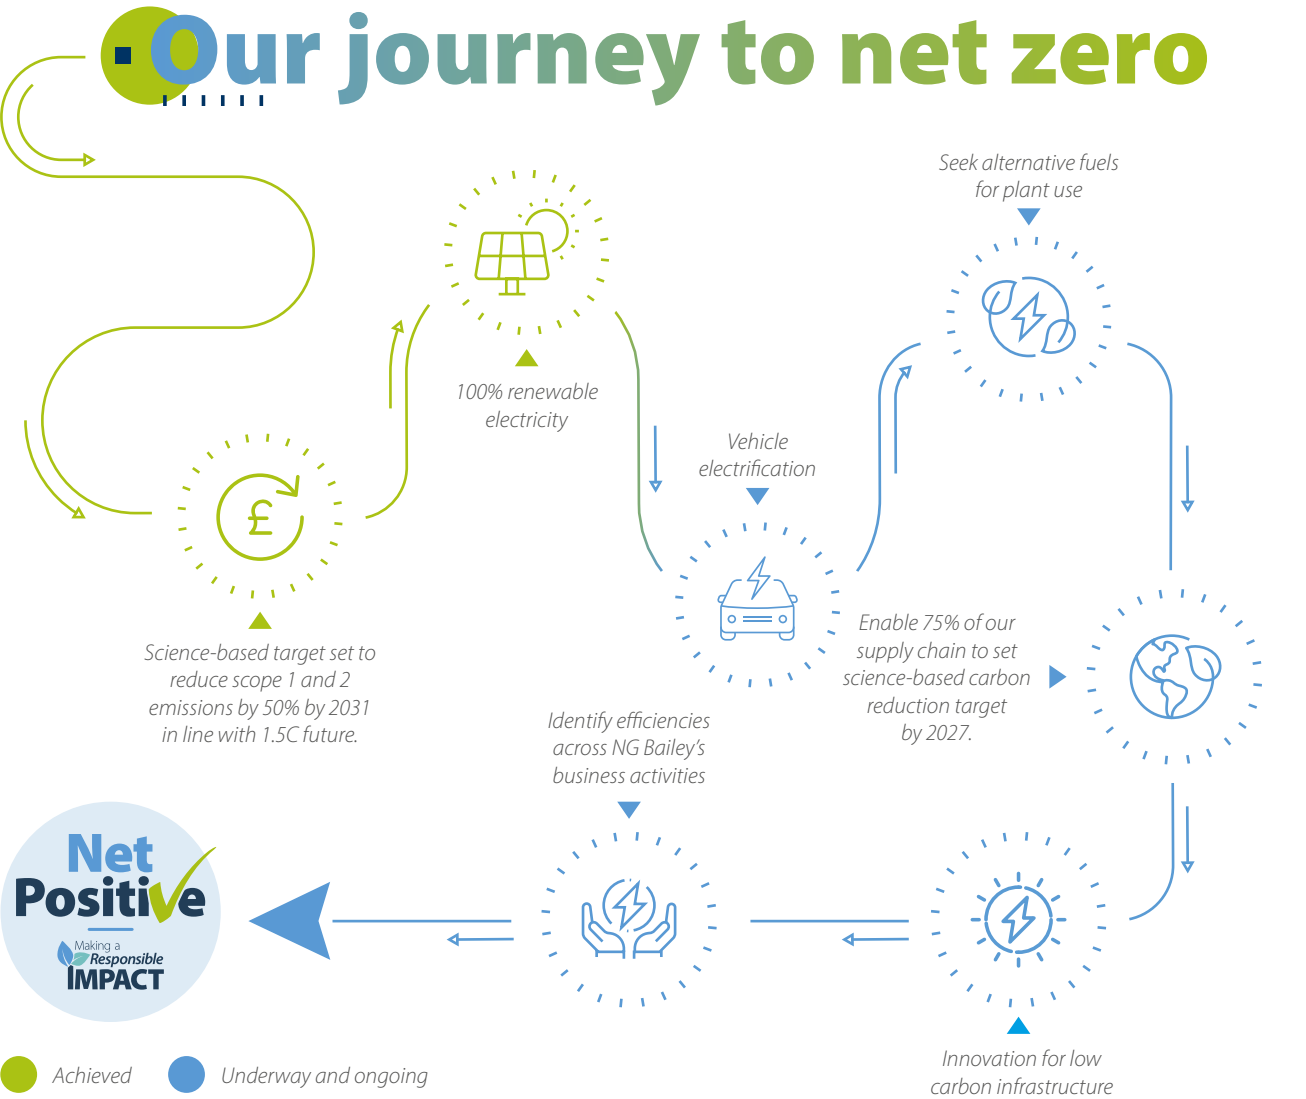 Our journey to net zero
Seek alternative fuels
for plant use
100% renewable
electricity
Vehicle
electrification
£
Science-based target set to
reduce scope 1 and 2
emissions by 50% by 2031
in line with 1.5C future.
Enable 75% of our
supply chain to set
science-based carbon
reduction target
by 2027.
Identify efficiencies
across NG Bailey’s
business activities
Net
Positive
Making a
Responsible
IMPACT
Innovation for low
carbon infrastructure
Achieved
Underway and ongoing